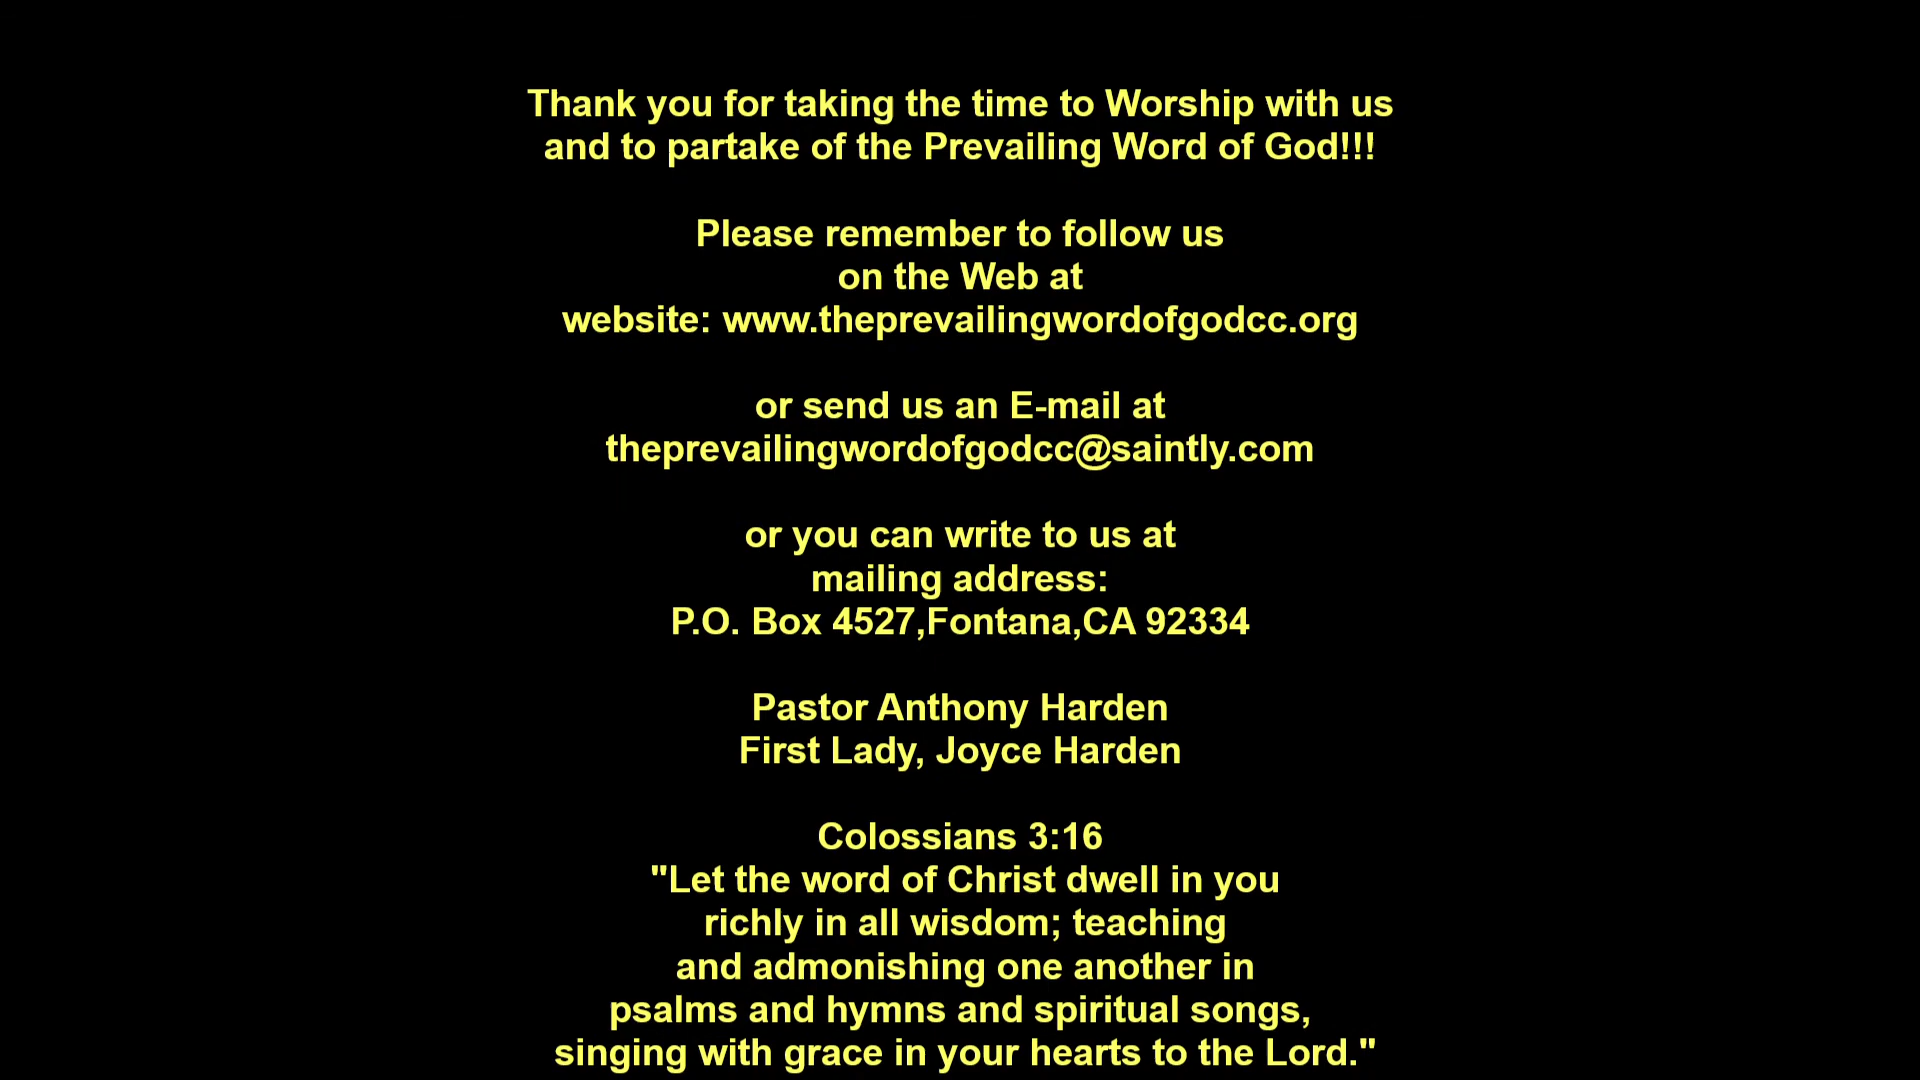 Thank you for taking the time to Worship with us
and to partake of the Prevailing Word of God!!!
Please remember to follow us
on the Web at
website: www.theprevailingwordofgodcc.org
or send us an E-mail at
theprevailingwordofgodcc@saintly.com
or you can write to us at
mailing address:
P.O. Box 4527,Fontana,CA 92334
Pastor Anthony Harden
First Lady, Joyce Harden
Colossians 3:16
"Let the word of Christ dwell in you
richly in all wisdom; teaching
and admonishing one another in
psalms and hymns and spiritual songs,
singing with grace in your hearts to the Lord."